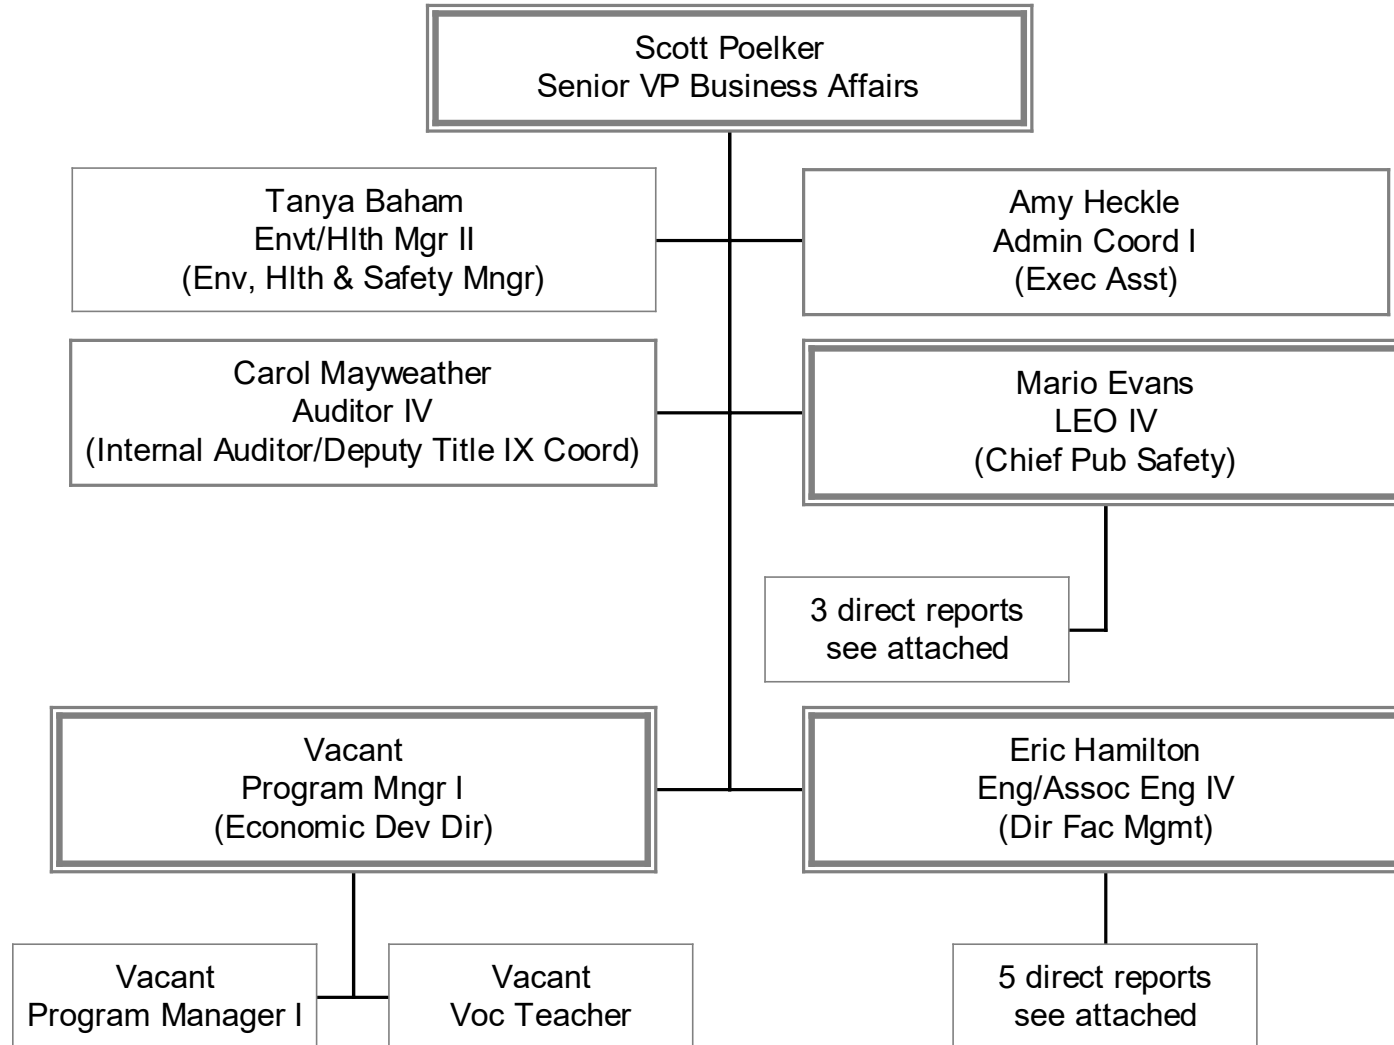 Scott Poelker
Senior VP Business Affairs
Tanya Baham
Envt/Hlth Mgr II
(Env, Hlth & Safety Mngr)
Amy Heckle
Admin Coord I
(Exec Asst)
Carol Mayweather
Auditor IV
(Internal Auditor/Deputy Title IX Coord)
Mario Evans
LEO IV
(Chief Pub Safety)
3 direct reports
see attached
Vacant
Program Mngr I
(Economic Dev Dir)
Eric Hamilton
Eng/Assoc Eng IV
(Dir Fac Mgmt)
Vacant
Program Manager I
Vacant
Voc Teacher
5 direct reports
see attached